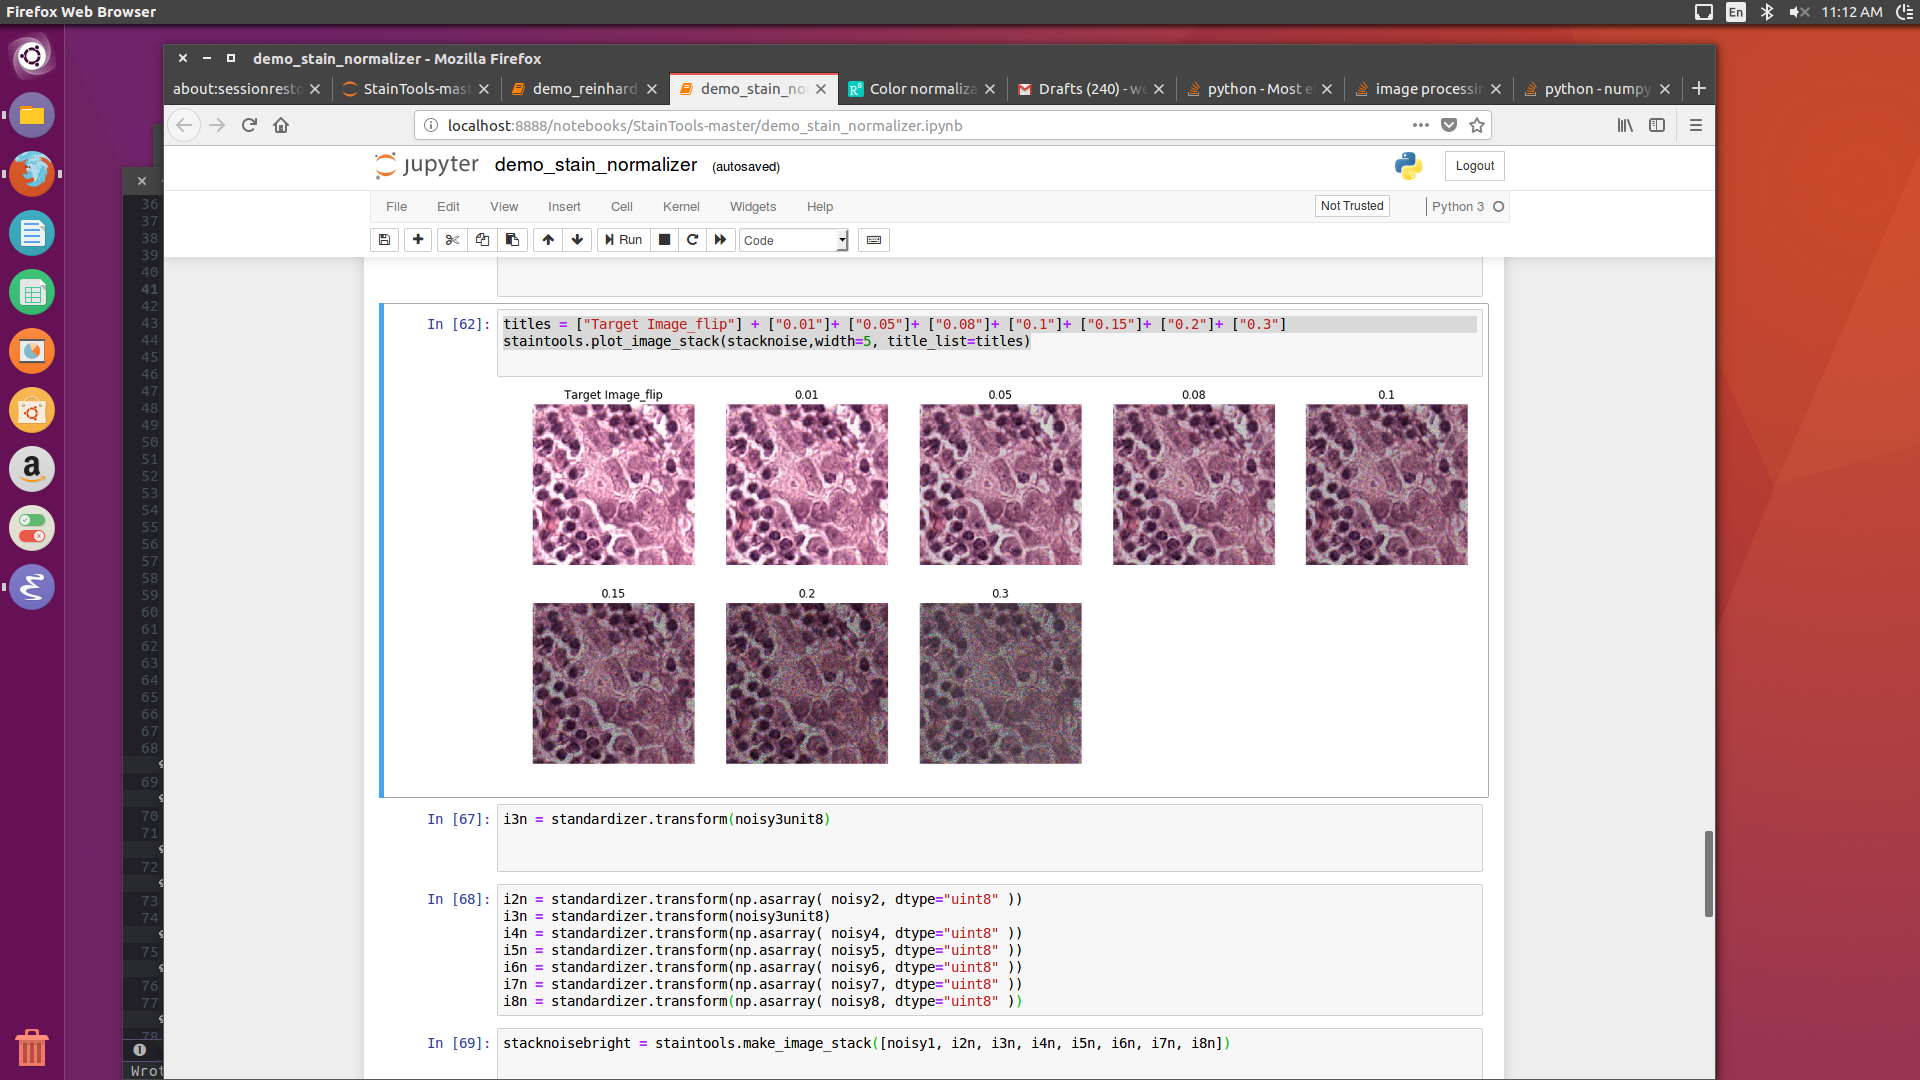 Firefox Web Browser
En
11:12 AM
demo_stain_normalizer - Mozilla Firefox
about:sessionresto
StainTools-mast
demo_reinhard
demo_stain_no
Color normaliza
Drafts (240) - we
python - Most e
image processin
python - numpy
localhost:8888/notebooks/StainTools-master/demo_stain_normalizer.ipynb
jupyter
demo_stain_normalizer
(autosaved)
Logout
File
Edit
View
Insert
Cell
Kernel
Widgets
Help
Not Trusted
Python 3
Run
Code
In [62]:
titles = ["Target Image_flip"] + ["0.01"]+ ["0.05"]+ ["0.08"]+ ["0.1"]+ ["0.15"]+ ["0.2"]+ ["0.3"]
staintools.plot_image_stack(stacknoise,width=5, title_list=titles)
Target Image_flip
0.01
0.05
0.08
0.1
0.15
0.2
0.3
In [67]:
i3n = standardizer.transform(noisy3unit8)
In [68]:
i2n = standardizer.transform(np.asarray( noisy2, dtype="uint8" ))
i3n = standardizer.transform(noisy3unit8)
i4n = standardizer.transform(np.asarray( noisy4, dtype="uint8" ))
i5n = standardizer.transform(np.asarray( noisy5, dtype="uint8" ))
i6n = standardizer.transform(np.asarray( noisy6, dtype="uint8" ))
i7n = standardizer.transform(np.asarray( noisy7, dtype="uint8" ))
i8n = standardizer.transform(np.asarray( noisy8, dtype="uint8" ))
In [69]:
stacknoisebright = staintools.make_image_stack([noisy1, i2n, i3n, i4n, i5n, i6n, i7n, i8n])
36
37
38
39
40
41
42
43
44
45
46
47
48
49
50
51
52
53
54
55
56
57
58
59
60
61
62
63
64
65
66
67
68
69
70
71
72
73
74
75
76
77
78
Wrot